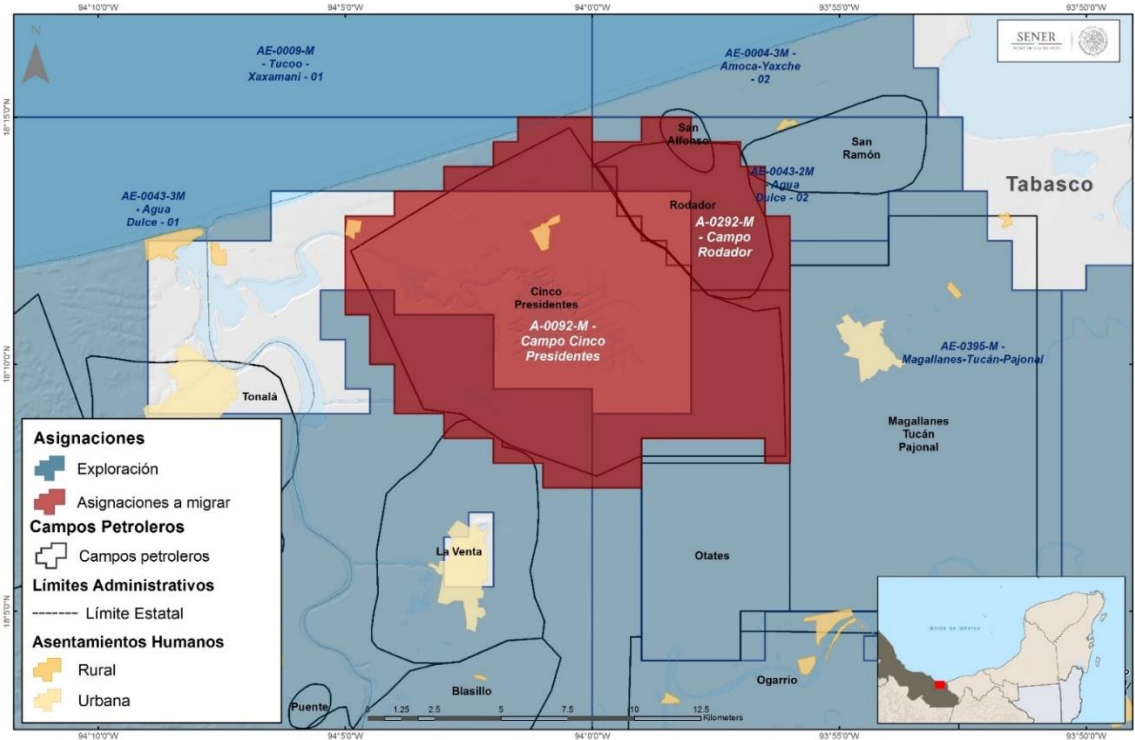 94°10'0"W
94°5'0"W
94°0'0"W
93°55'0"W
93°50'0"W
N
AE-0009-M
- Tucoo -
Xaxamani - 01
AE-0004-3M -
Amoca-Yaxche
- 02
SENER
18°15'0"N
San
Alfonso
San
Ramón
AE-0043-3M
- Agua
Dulce - 01
AE-0043-2M
- Agua
Dulce - 02
Tabasco
Rodador
A-0292-M
- Campo
Rodador
Cinco
Presidentes
A-0092-M -
Campo Cinco
Presidentes
AE-0395-M -
Magallanes-Tucán-Pajonal
18°10'0"N
Tonalá
Magallanes
Tucán
Pajonal
Asignaciones
Exploración
Asignaciones a migrar
Campos Petroleros
Campos petroleros
Límites Administrativos
Límite Estatal
Asentamientos Humanos
Rural
Urbana
La Venta
Otates
18°5'0"N
Blasillo
Ogarrio
Puente
0 1.25 2.5 5 7.5 10 12.5
Kilometers
94°10'0"W
94°5'0"W
94°0'0"W
93°55'0"W
93°50'0"W